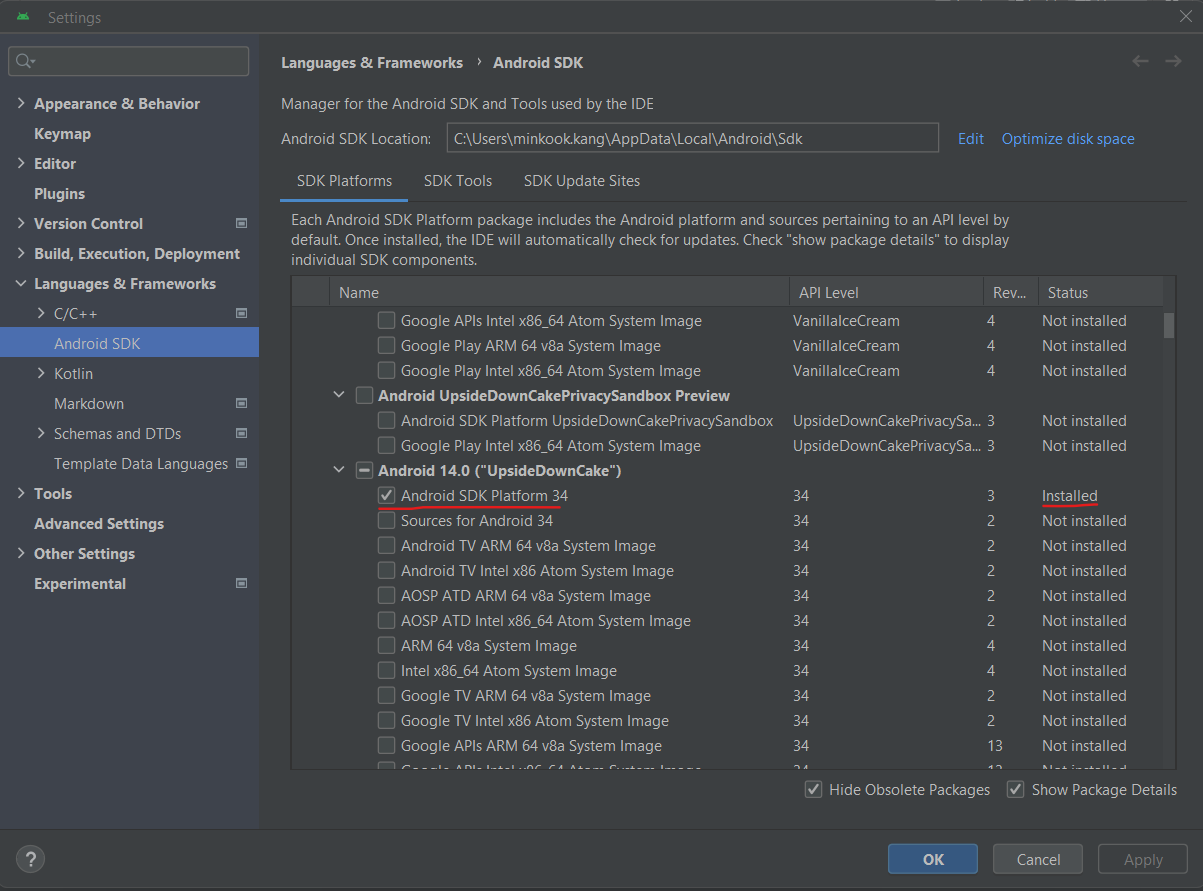 Settings
Appearance & Behavior
Keymap
Editor
Plugins
Version Control
Build, Execution, Deployment
Languages & Frameworks
C/C++
Android SDK
Kotlin
Markdown
Schemas and DTDs
Template Data Languages
Tools
Advanced Settings
Other Settings
Experimental
Languages & Frameworks › Android SDK
Manager for the Android SDK and Tools used by the IDE
Android SDK Location: C:\Users\minkook.kang\AppData\Local\Android\Sdk Edit Optimize disk space
SDK Platforms SDK Tools SDK Update Sites
Each Android SDK Platform package includes the Android platform and sources pertaining to an API level by
default. Once installed, the IDE will automatically check for updates. Check "show package details" to display
individual SDK components.
Name API Level Rev... Status
Google APIs Intel x86_64 Atom System Image VanillaIceCream 4 Not installed
Google Play ARM 64 v8a System Image VanillaIceCream 4 Not installed
Google Play Intel x86_64 Atom System Image VanillaIceCream 4 Not installed
Android UpsideDownCakePrivacySandbox Preview
Android SDK Platform UpsideDownCakePrivacySandbox UpsideDownCakePrivacySa... 3 Not installed
Google Play Intel x86_64 Atom System Image UpsideDownCakePrivacySa... 3 Not installed
Android 14.0 ("UpsideDownCake")
Android SDK Platform 34 34 3 Installed
Sources for Android 34 34 2 Not installed
Android TV ARM 64 v8a System Image 34 2 Not installed
Android TV Intel x86 Atom System Image 34 2 Not installed
AOSP ATD ARM 64 v8a System Image 34 2 Not installed
AOSP ATD Intel x86_64 Atom System Image 34 2 Not installed
ARM 64 v8a System Image 34 4 Not installed
Intel x86_64 Atom System Image 34 4 Not installed
Google TV ARM 64 v8a System Image 34 2 Not installed
Google TV Intel x86 Atom System Image 34 2 Not installed
Google APIs ARM 64 v8a System Image 34 13 Not installed
Hide Obsolete Packages Show Package Details
? OK Cancel Apply